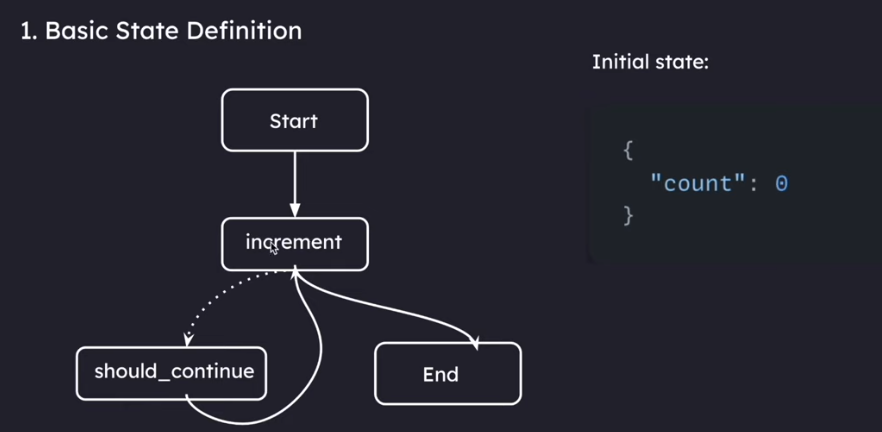 1. Basic State Definition
Initial state:
Start
{
"count": 0
}
increment
should_continue
End